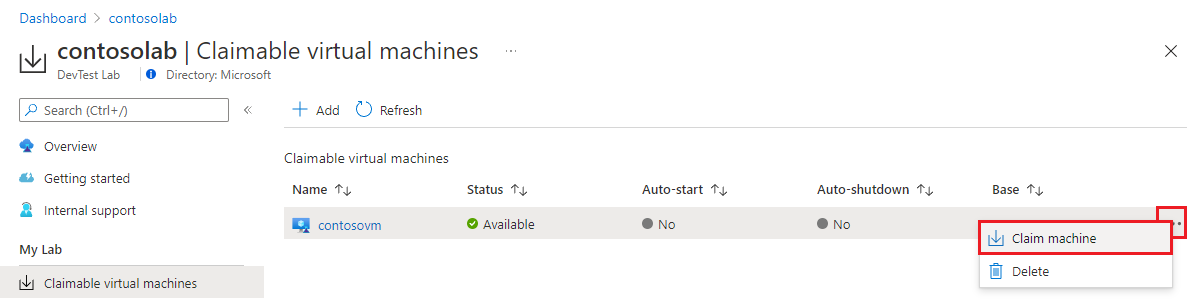 Dashboard > contosolab
contosolab | Claimable virtual machines ...
DevTest Lab Directory: Microsoft
Search (Ctrl+/) «
Add Refresh
Overview
Getting started
Internal support
My Lab
Claimable virtual machines
Claimable virtual machines
Name ↑↓ Status ↑↓ Auto-start ↑↓ Auto-shutdown ↑↓ Base ↑↓
contosovm Available No No
Claim machine
Delete